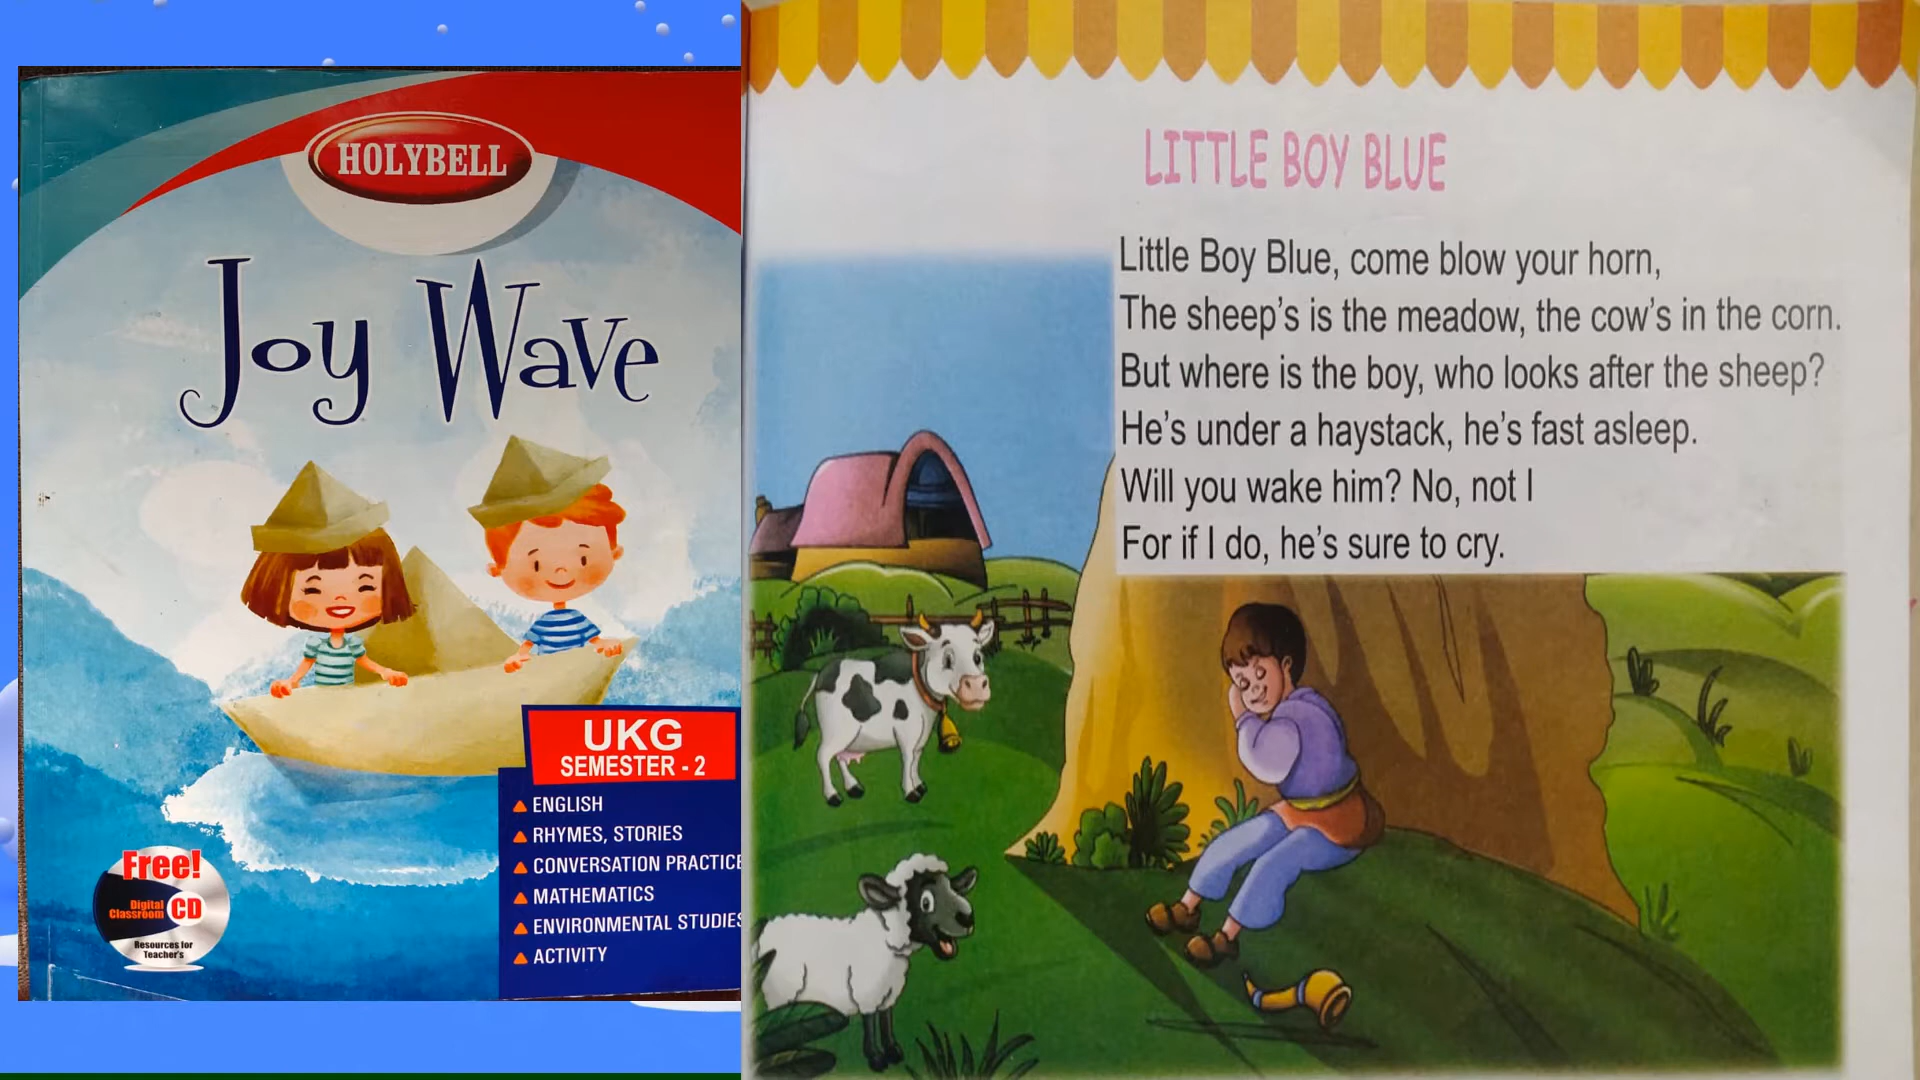 HOLYBELL
Joy Wave
UKG
SEMESTER - 2
ENGLISH
RHYMES, STORIES
CONVERSATION PRACTICE
MATHEMATICS
ENVIRONMENTAL STUDIES
ACTIVITY
Free!
Digital
Classroom CD
Resources for
Teacher's
LITTLE BOY BLUE
Little Boy Blue, come blow your horn,
The sheep's is the meadow, the cow's in the corn.
But where is the boy, who looks after the sheep?
He's under a haystack, he's fast asleep.
Will you wake him? No, not I
For if I do, he's sure to cry.